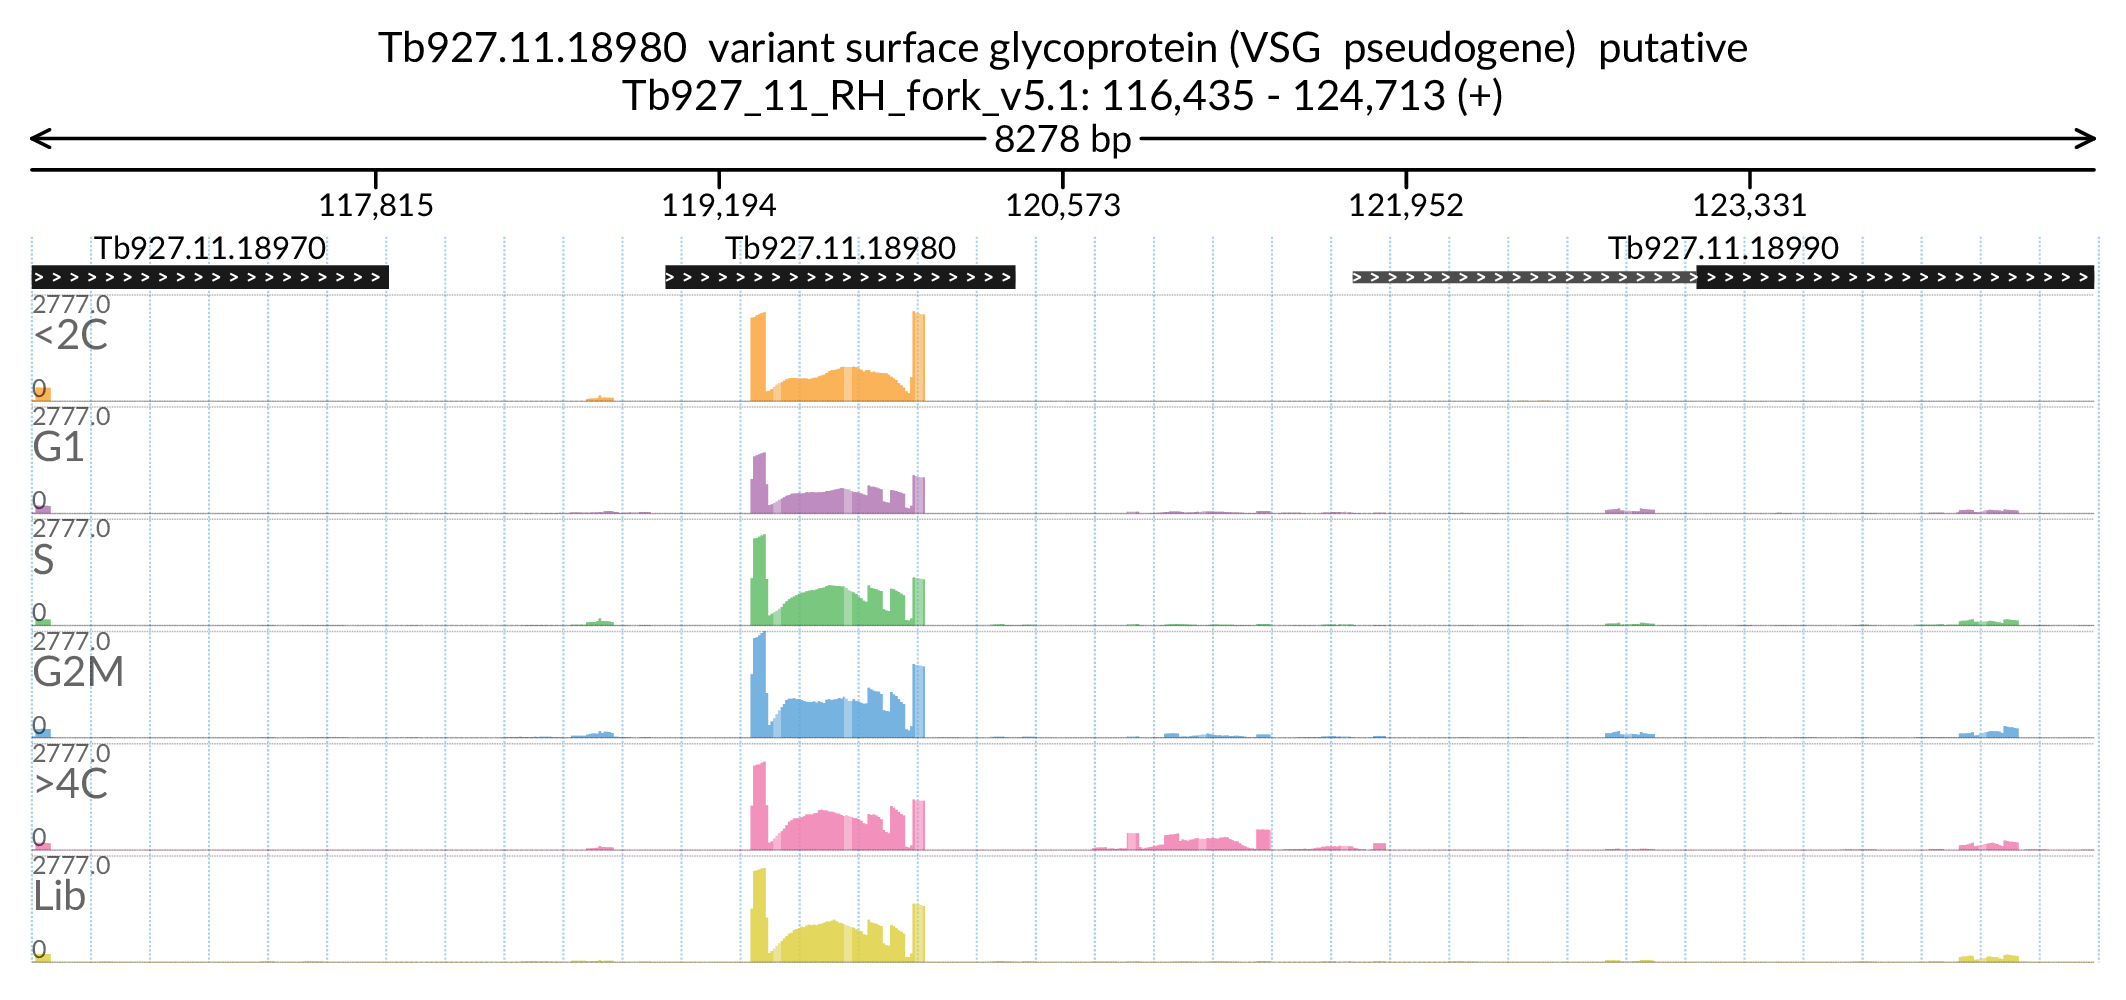 Tb927.11.18980 variant surface glycoprotein (VSG pseudogene) putative
Tb927_11_RH_fork_v5.1: 116,435 - 124,713 (+)
8278 bp
117,815 119,194 120,573 121,952 123,331
Tb927.11.18970 Tb927.11.18980 Tb927.11.18990
2777.0
<2C
0
2777.0
G1
0
2777.0
S
0
2777.0
G2M
0
2777.0
>4C
0
2777.0
Lib
0